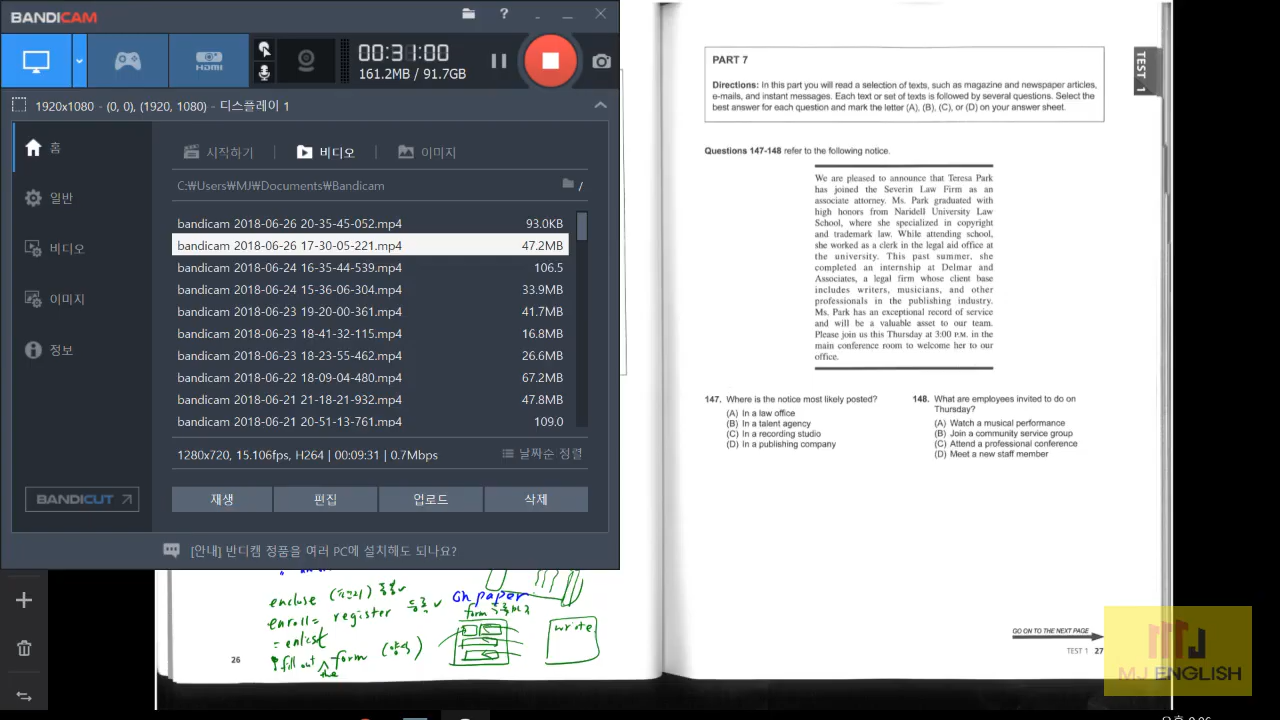 BANDICAM
?
HDMI
00:31:00
161.2MB / 91.7GB
1920x1080 - (0, 0), (1920, 1080) - 디스플레이 1
홈
일반
비디오
이미지
정보
시작하기
비디오
이미지
C:₩Users₩MJ₩Documents₩Bandicam
/
bandicam 2018-06-26 20-35-45-052.mp4 93.0KB
bandicam 2018-06-26 17-30-05-221.mp4 47.2MB
bandicam 2018-06-24 16-35-44-539.mp4 106.5
bandicam 2018-06-24 15-36-06-304.mp4 33.9MB
bandicam 2018-06-23 19-20-00-361.mp4 41.7MB
bandicam 2018-06-23 18-41-32-115.mp4 16.8MB
bandicam 2018-06-23 18-23-55-462.mp4 26.6MB
bandicam 2018-06-22 18-09-04-480.mp4 67.2MB
bandicam 2018-06-21 21-18-21-932.mp4 47.8MB
bandicam 2018-06-21 20-51-13-761.mp4 109.0
1280x720, 15.106fps, H264 | 00:09:31 | 0.7Mbps
날짜순 정렬
BANDICUT
재생
편집
업로드
삭제
[안내] 반디캠 정품을 여러 PC에 설치해도 되나요?
enclose
enroll = register
= enlist
fill out form
the
on paper
form
wrote
26
PART 7
Directions: In this part you will read a selection of texts, such as magazine and newspaper articles,
e-mails, and instant messages. Each text or set of texts is followed by several questions. Select the
best answer for each question and mark the letter (A), (B), (C), or (D) on your answer sheet.
TEST 1
Questions 147-148 refer to the following notice.
We are pleased to announce that Teresa Park
has joined the Severin Law Firm as an
associate attorney. Ms. Park graduated with
high honors from Naridell University Law
School, where she specialized in copyright
and trademark law. While attending school,
she worked as a clerk in the legal aid office at
the university. This past summer, she
completed an internship at Delmar and
Associates, a legal firm whose client base
includes writers, musicians, and other
professionals in the publishing industry.
Ms. Park has an exceptional record of service
and will be a valuable asset to our team.
Please join us this Thursday at 3:00 P.M. in the
main conference room to welcome her to our
office.
147. Where is the notice most likely posted?
(A) In a law office
(B) In a talent agency
(C) In a recording studio
(D) In a publishing company
148. What are employees invited to do on
Thursday?
(A) Watch a musical performance
(B) Join a community service group
(C) Attend a professional conference
(D) Meet a new staff member
GO ON TO THE NEXT PAGE
TEST 1 27
MJ ENGLISH